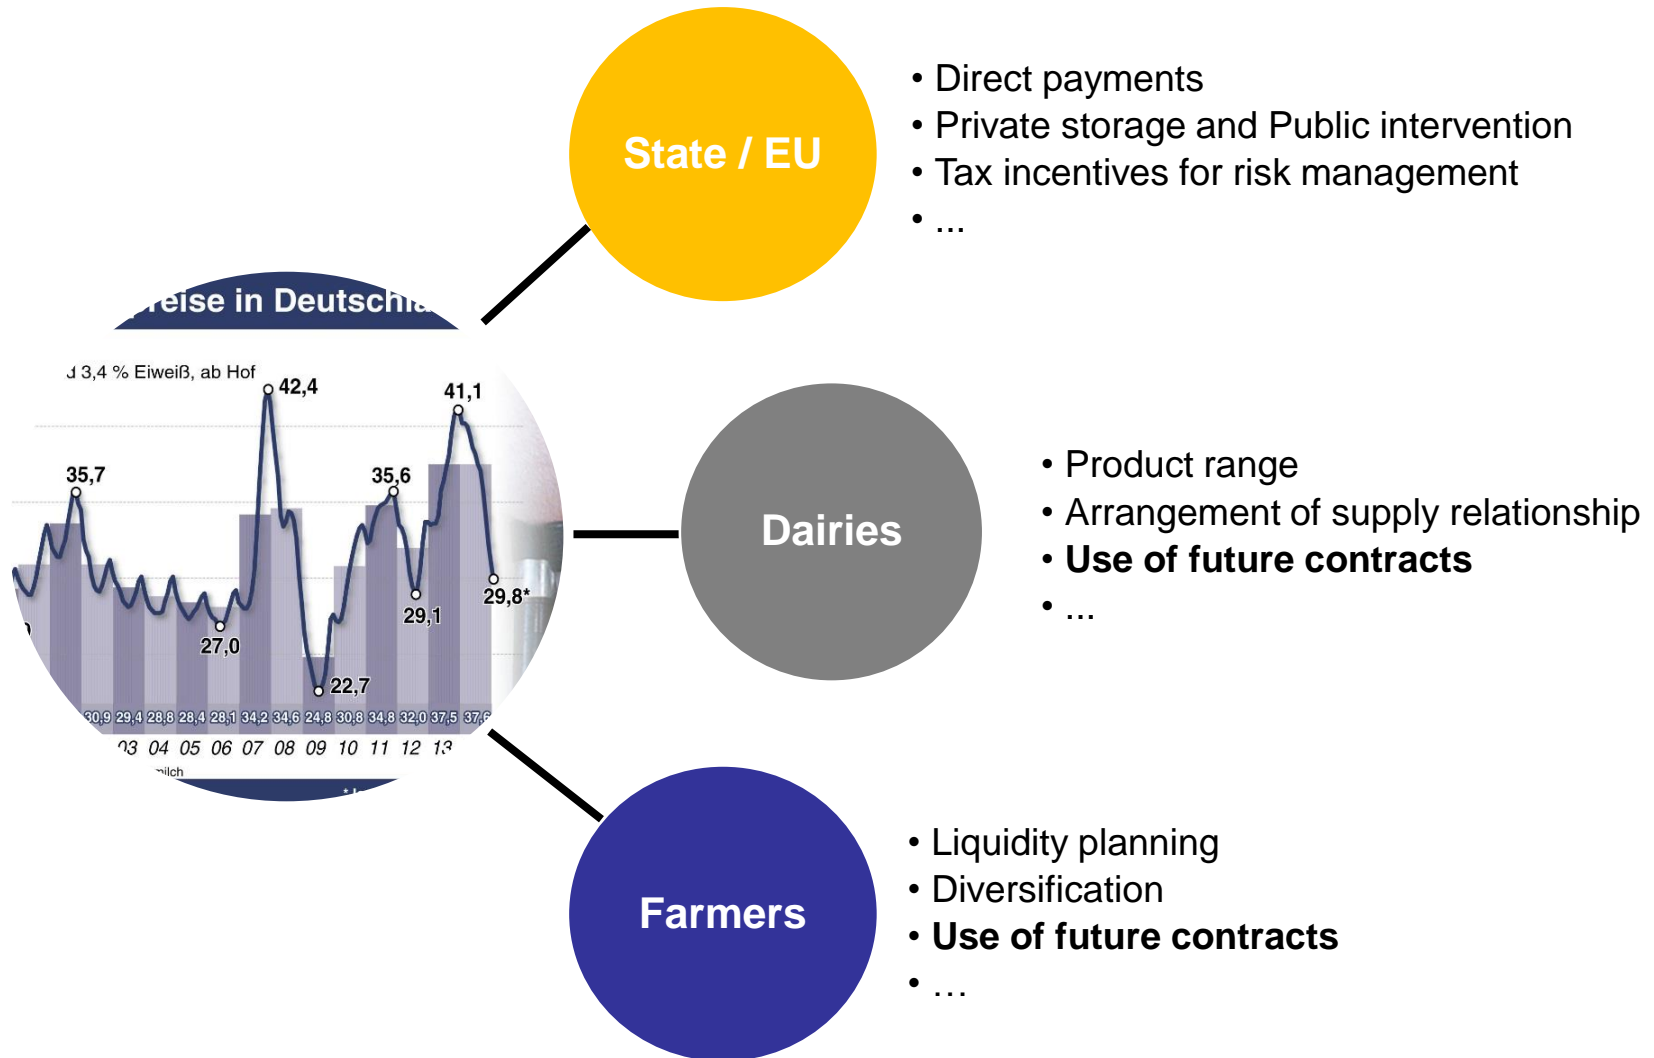 State / EU
• Direct payments
• Private storage and Public intervention
• Tax incentives for risk management
• ...
in Deutschla
3,4 % Eiweiß, ab Hof
42,4
41,1
35,7
35,6
29,8*
29,1
27,0
22,7
30,9 29,4 28,8 28,4 28,1 34,2 34,6 24,8 30,8 34,8 32,0 37,5 37,6
03 04 05 06 07 08 09 10 11 12 13
Dairies
• Product range
• Arrangement of supply relationship
• Use of future contracts
• ...
Farmers
• Liquidity planning
• Diversification
• Use of future contracts
• …